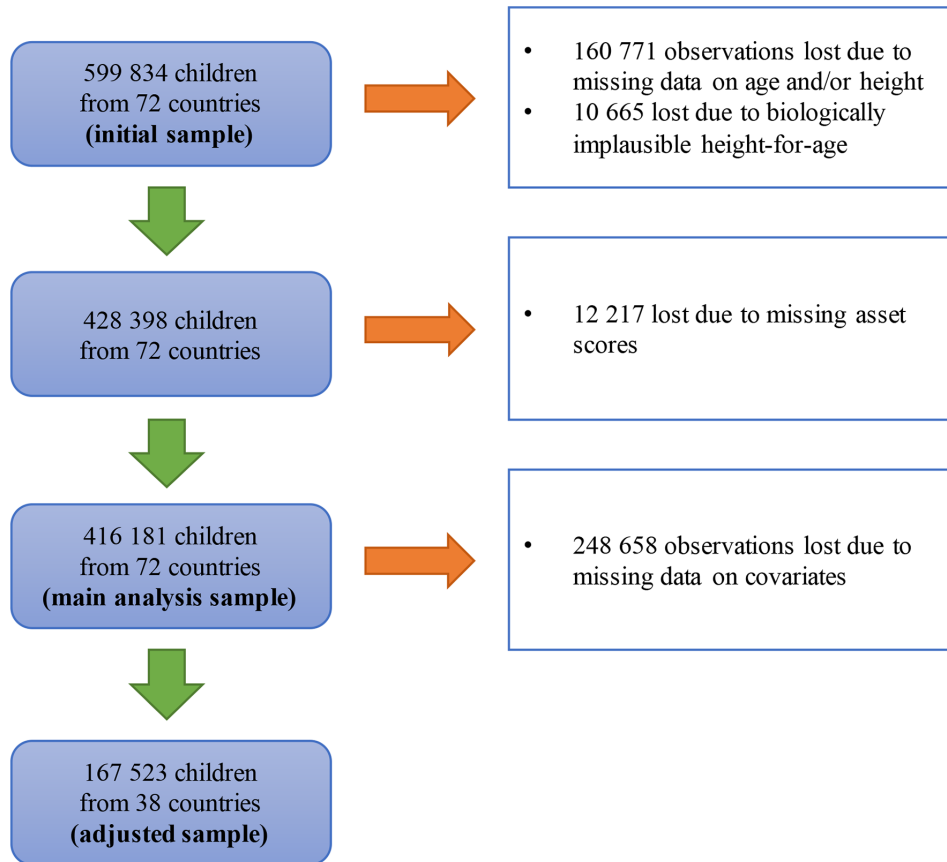 599 834 children
from 72 countries
(initial sample)
• 160 771 observations lost due to
missing data on age and/or height
• 10 665 lost due to biologically
implausible height-for-age
428 398 children
from 72 countries
• 12 217 lost due to missing asset
scores
416 181 children
from 72 countries
(main analysis sample)
• 248 658 observations lost due to
missing data on covariates
167 523 children
from 38 countries
(adjusted sample)